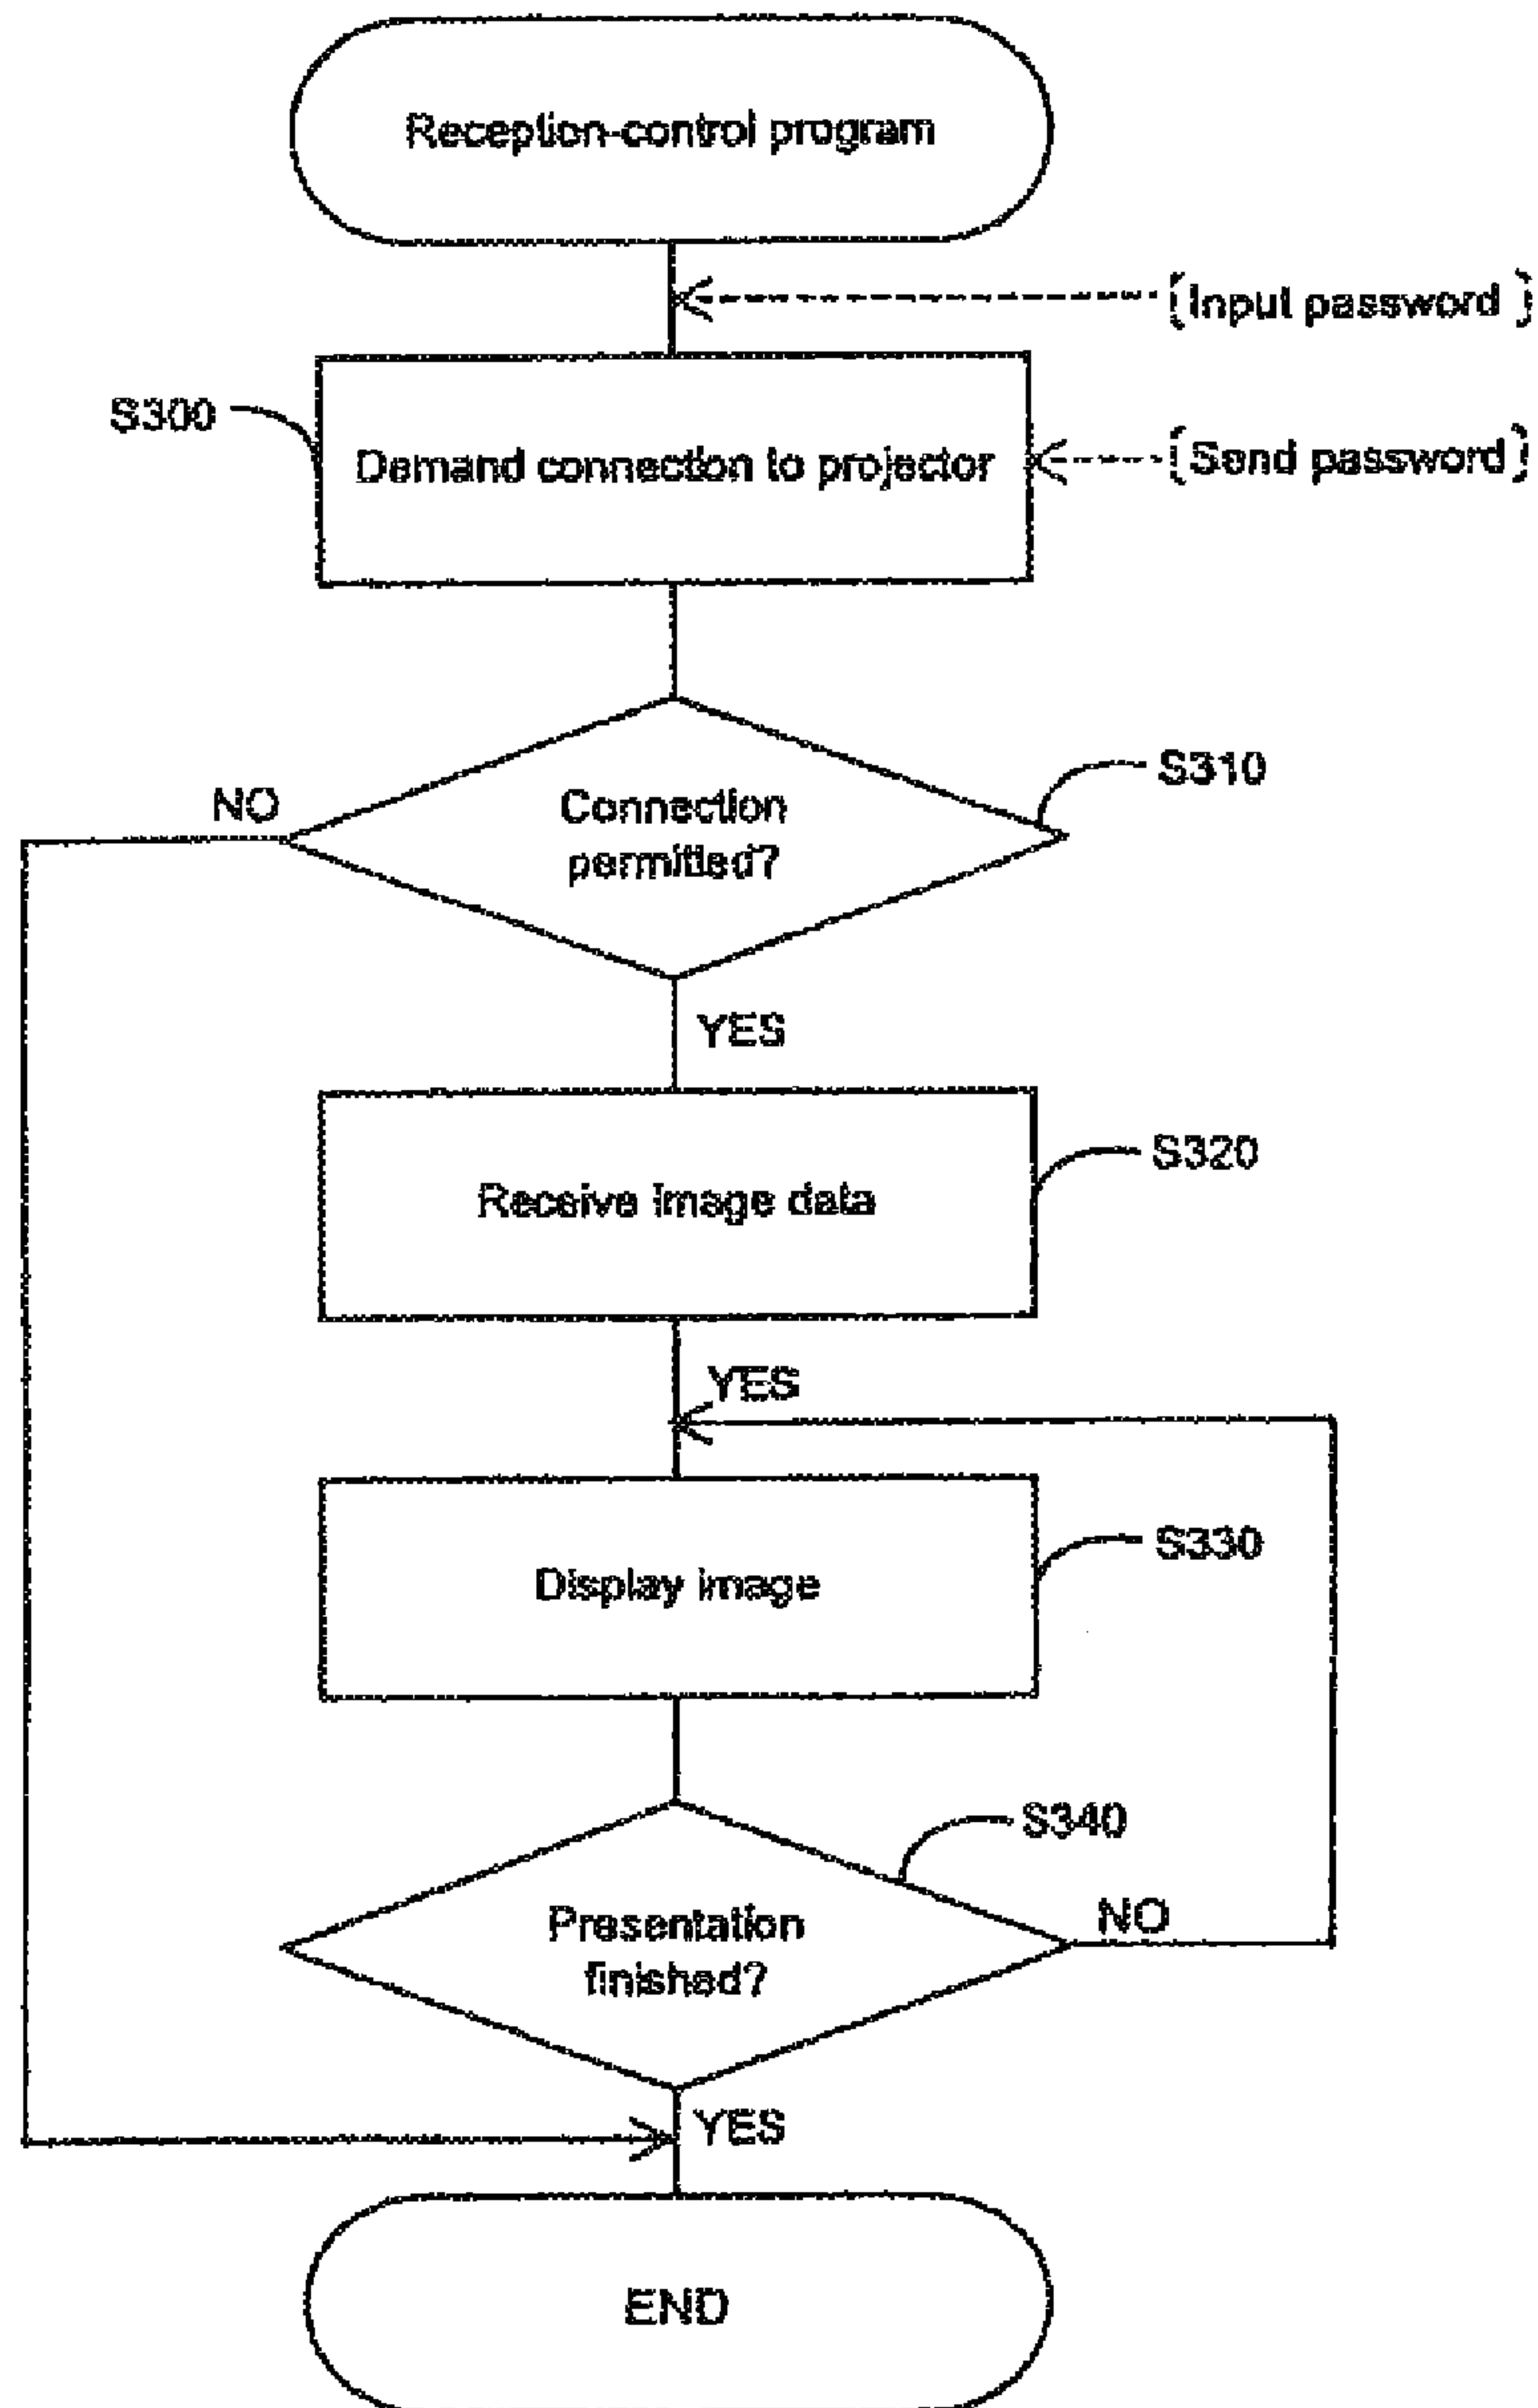 Reception-control program
[Input password]
S300
Demand connection to projector
[Send password]
S310
NO
Connection
permitted?
YES
S320
Receive image data
YES
S330
Display image
S340
Presentation
finished?
NO
YES
END